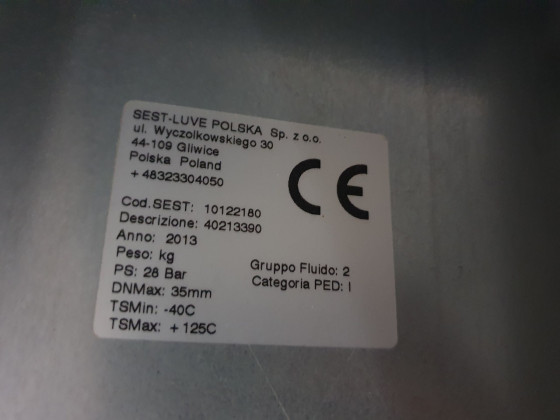 SEST-LUVE POLSKA Sp. z o.o.
ul. Wyczolkowskiego 30
44-109 Gliwice
Polska Poland
+48323304050
CE
Cod.SEST: 10122180
Descrizione: 40213390
Anno: 2013
Peso: kg
PS: 28 Bar
DNMax: 35mm
TSMin: -40C
TSMax: +125C
Gruppo Fluido: 2
Categoria PED: I